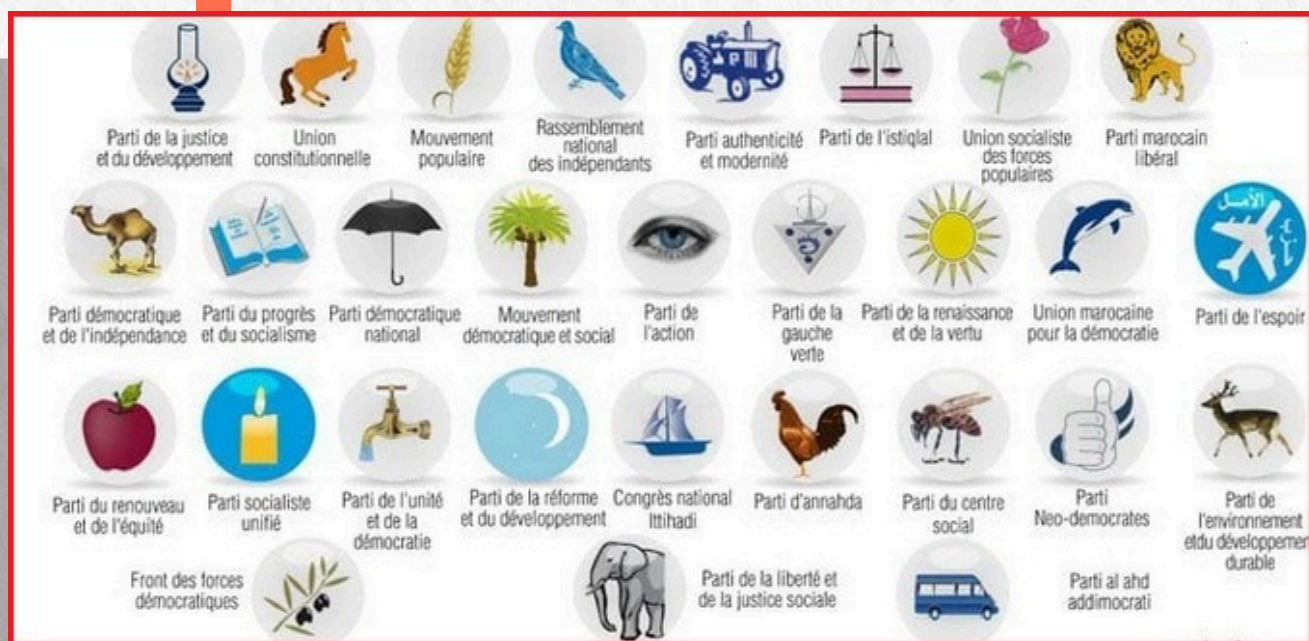 Parti de la justice
et du développement
Union
constitutionnelle
Mouvement
populaire
Rassemblement
national
des indépendants
Parti authenticité
et modernité
Parti de l'istiqlal
Union socialiste
des forces
populaires
Parti marocain
libéral
الأمل
حزب
Parti démocratique
et de l'indépendance
Parti du progrès
et du socialisme
Parti démocratique
national
Mouvement
démocratique et social
Parti de
l'action
Parti de la
gauche
verte
Parti de la renaissance
et de la vertu
Union marocaine
pour la démocratie
Parti de l'espoir
Parti du renouveau
et de l'équité
Parti socialiste
unifié
Parti de l'unité
et de la
démocratie
Parti de la réforme
et du développement
Congrès national
Ittihadi
Parti d'annahda
Parti du centre
social
Parti
Neo-democrates
Parti de
l'environnement
etdu développemen
durable
Front des forces
démocratiques
Parti de la liberté et
de la justice sociale
Parti al ahd
addimocrati